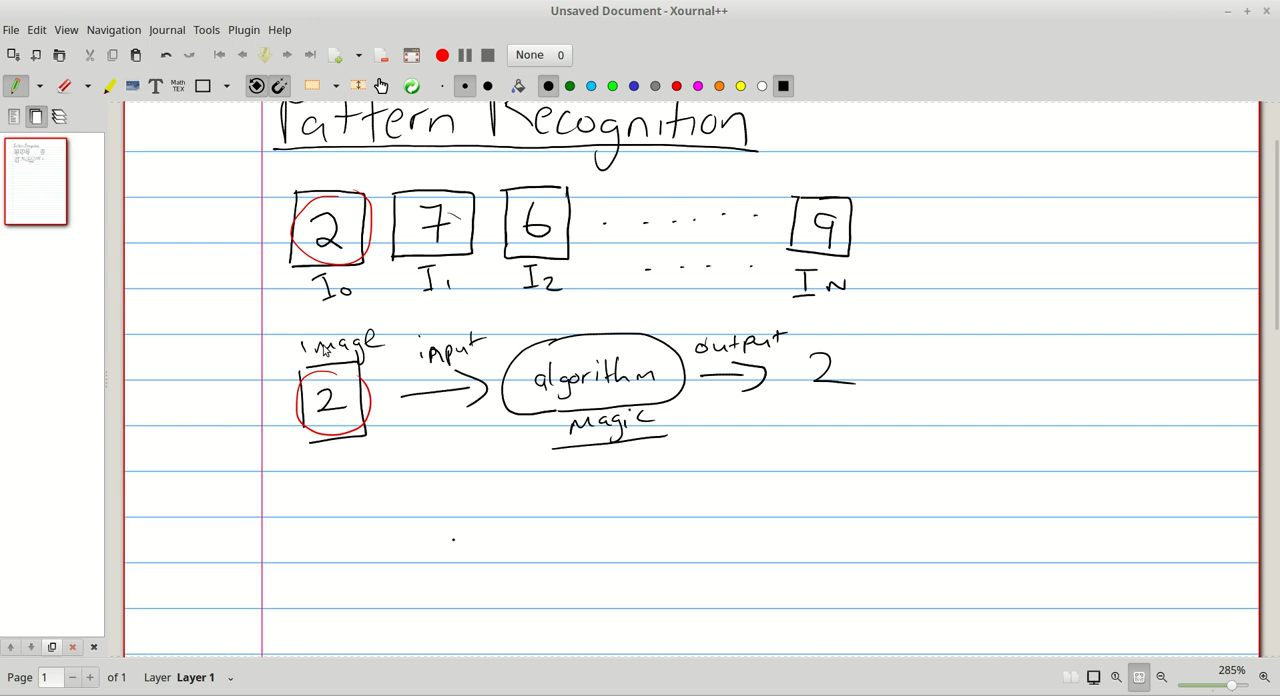 Unsaved Document - Xournal++
File Edit View Navigation Journal Tools Plugin Help
None 0
Math TEX
Pattern Recognition
2 7 6 . . . . . . 9
I0 I1 I2 . . . . IN
image input output
2 algorithm 2
magic
Page 1 of 1 Layer Layer 1 285%